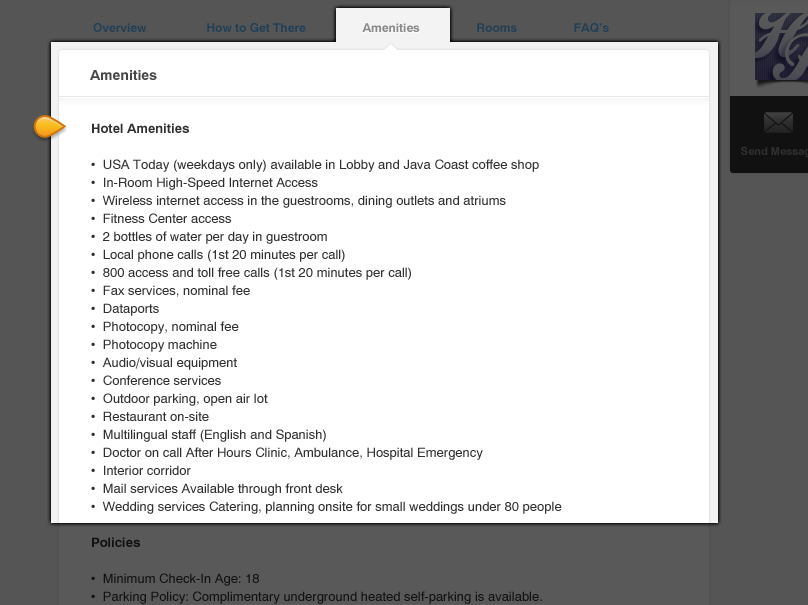 Overview How to Get There Amenities Rooms FAQ's
Amenities
Hotel Amenities
• USA Today (weekdays only) available in Lobby and Java Coast coffee shop
• In-Room High-Speed Internet Access
• Wireless internet access in the guestrooms, dining outlets and atriums
• Fitness Center access
• 2 bottles of water per day in guestroom
• Local phone calls (1st 20 minutes per call)
• 800 access and toll free calls (1st 20 minutes per call)
• Fax services, nominal fee
• Dataports
• Photocopy, nominal fee
• Photocopy machine
• Audio/visual equipment
• Conference services
• Outdoor parking, open air lot
• Restaurant on-site
• Multilingual staff (English and Spanish)
• Doctor on call After Hours Clinic, Ambulance, Hospital Emergency
• Interior corridor
• Mail services Available through front desk
• Wedding services Catering, planning onsite for small weddings under 80 people
Policies
• Minimum Check-In Age: 18
• Parking Policy: Complimentary underground heated self-parking is available.
Send Messag